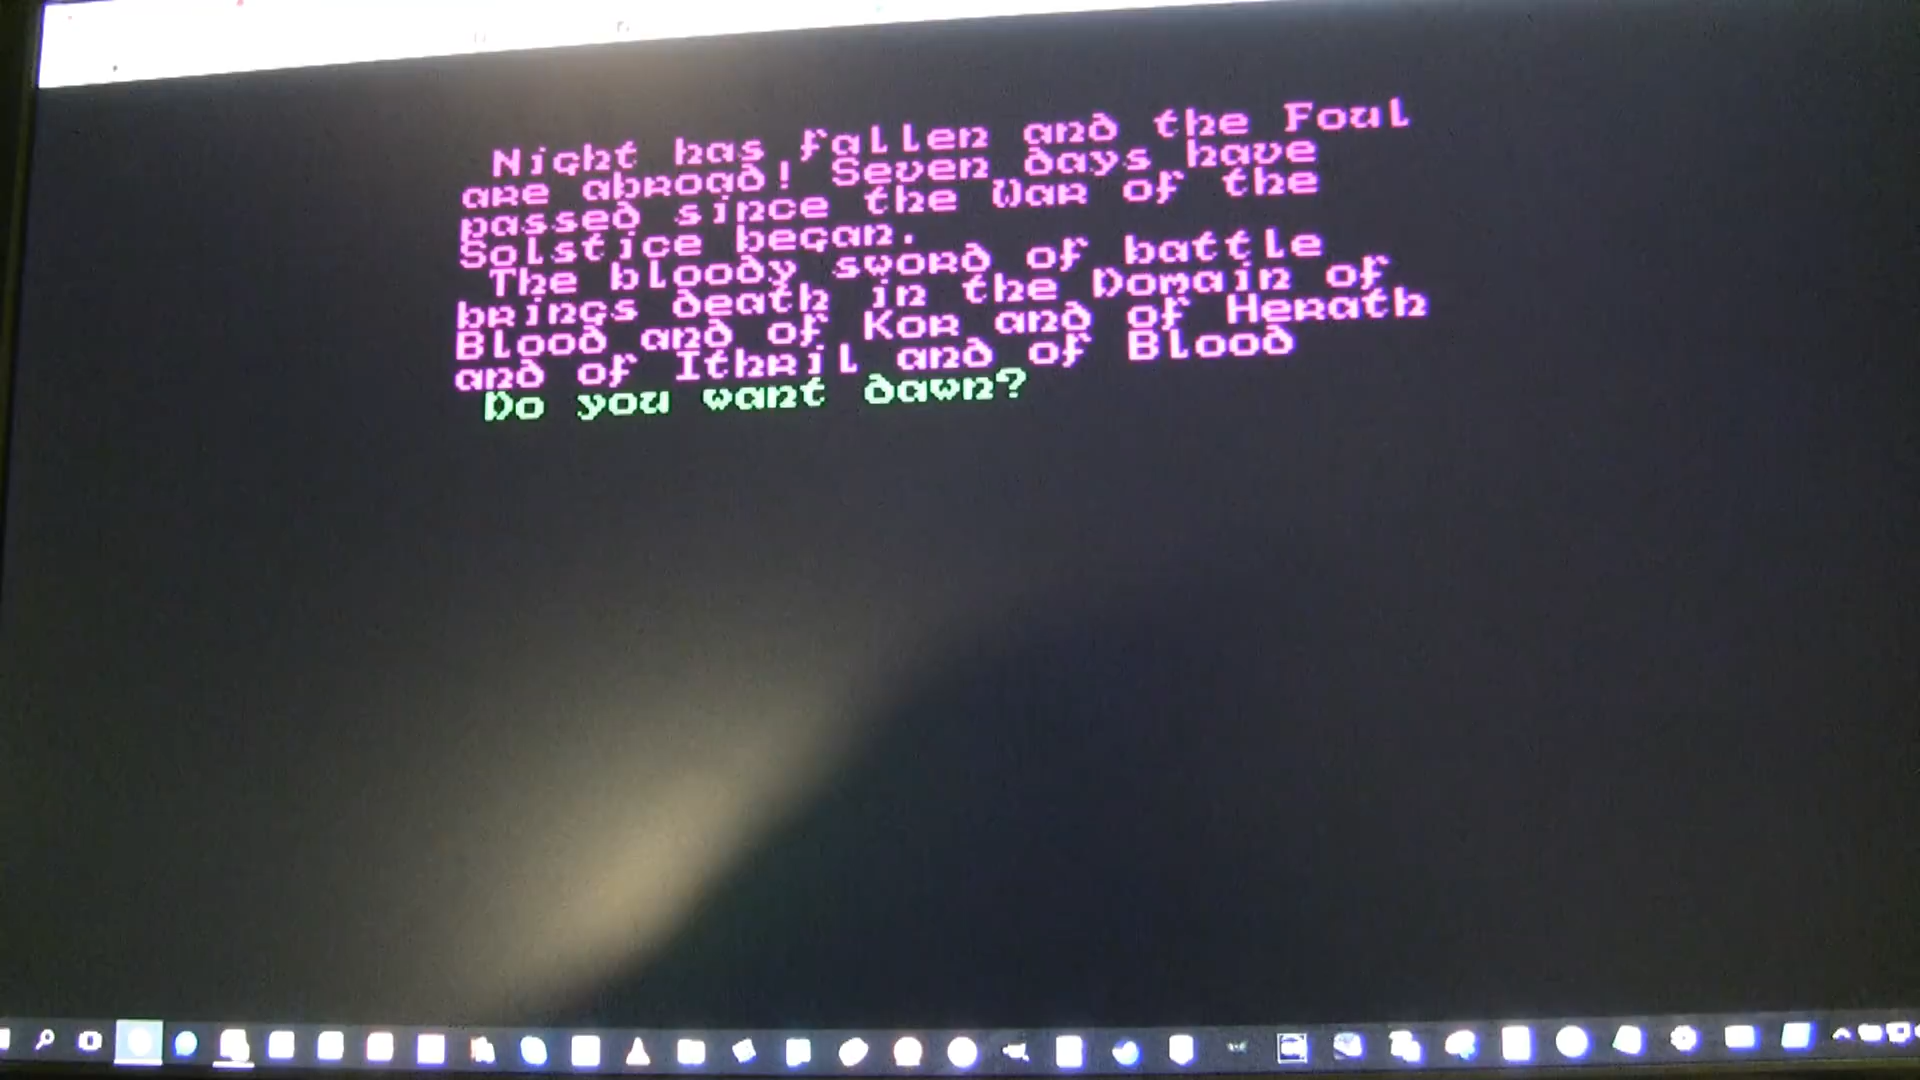 Night has fallen and the Foul
are abroad! Seven days have
passed since the War of the
Solstice began.
The bloody sword of battle
brings death in the Domain of
Blood and of Kor and of Herath
and of Ithril and of Blood
Do you want dawn?